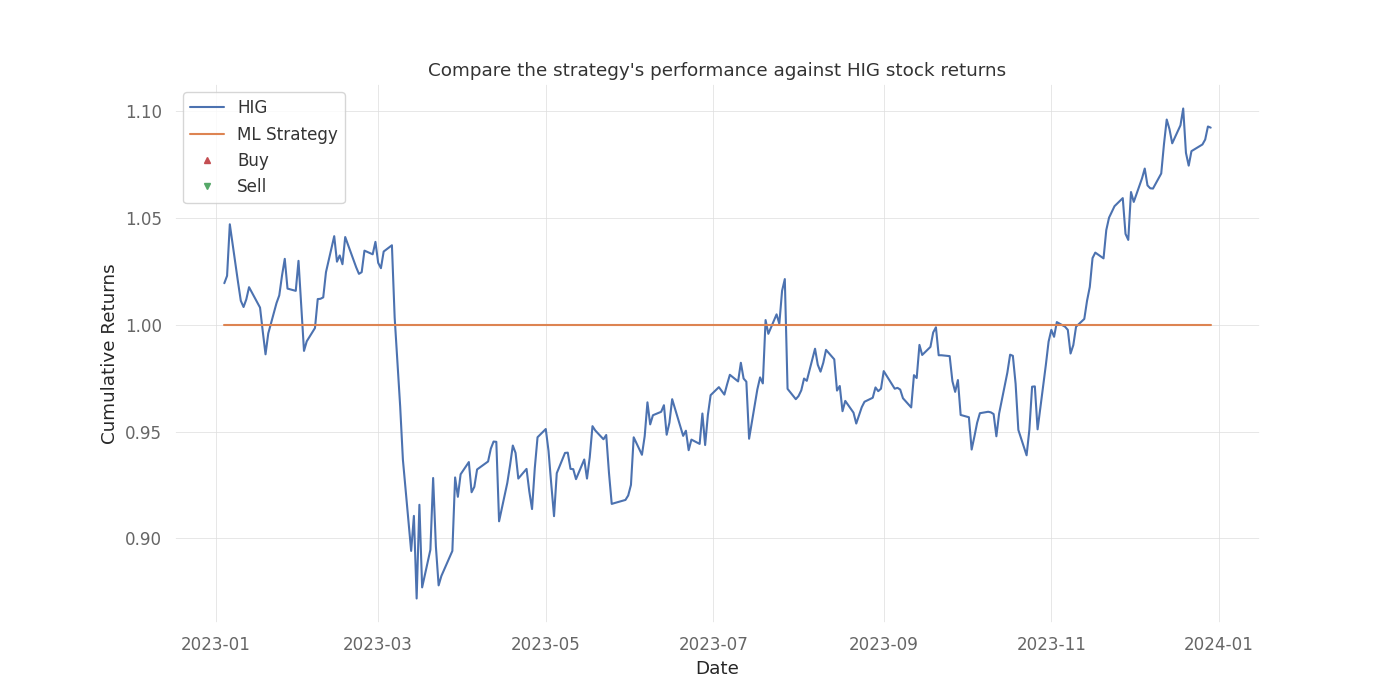 Compare the strategy's performance against HIG stock returns
HIG
ML Strategy
Buy
Sell
1.10
1.05
1.00
0.95
0.90
Cumulative Returns
2023-01
2023-03
2023-05
2023-07
2023-09
2023-11
2024-01
Date